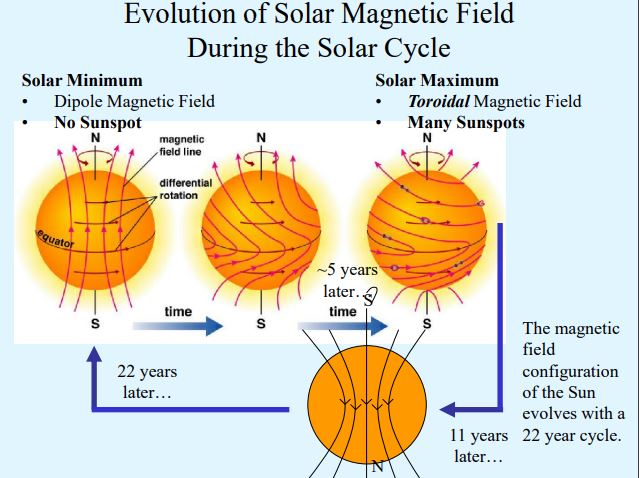 Evolution of Solar Magnetic Field
During the Solar Cycle
Solar Minimum
• Dipole Magnetic Field
• No Sunspot
Solar Maximum
• Toroidal Magnetic Field
• Many Sunspots
N
magnetic
field line
differential
rotation
equator
S
N
S
N
S
time
~5 years
later…
time
S
N
22 years
later…
11 years
later…
The magnetic
field
configuration
of the Sun
evolves with a
22 year cycle.